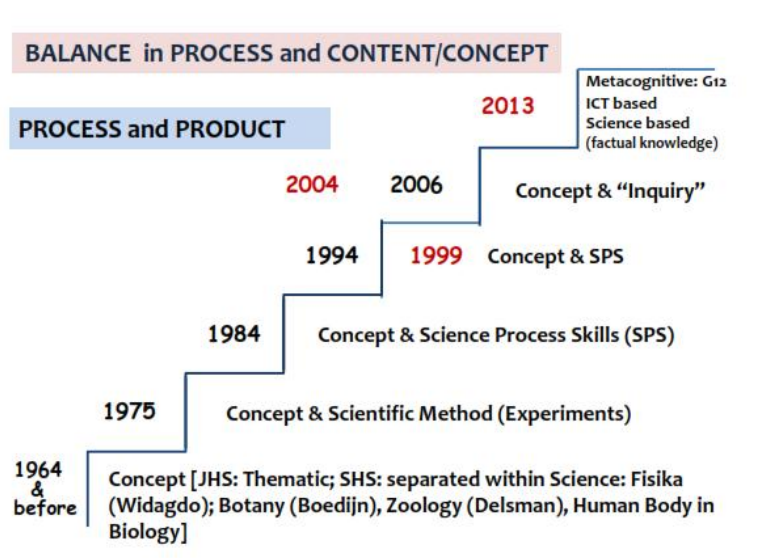 BALANCE in PROCESS and CONTENT/CONCEPT
PROCESS and PRODUCT
2013
Metacognitive: G12
ICT based
Science based
(factual knowledge)
2004
2006
Concept & “Inquiry”
1994
1999
Concept & SPS
1984
Concept & Science Process Skills (SPS)
1975
Concept & Scientific Method (Experiments)
1964
&
before
Concept [JHS: Thematic; SHS: separated within Science: Fisika
(Widagdo); Botany (Boedijn), Zoology (Delsman), Human Body in
Biology]